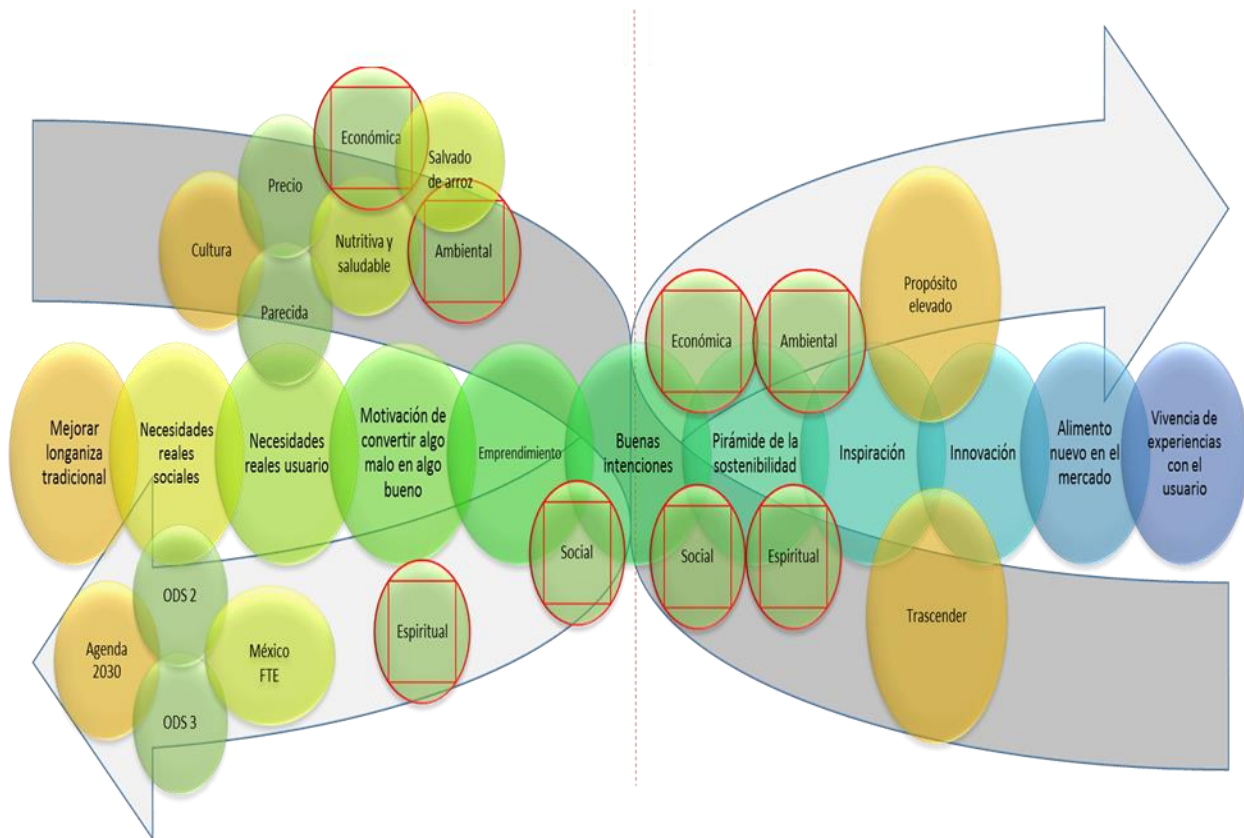 Económica
Salvado
de arroz
Precio
Cultura
Nutritiva y
saludable
Ambiental
Parecida
Económica
Ambiental
Propósito
elevado
Mejorar
longaniza
tradicional
Necesidades
reales
sociales
Necesidades
reales usuario
Motivación de
convertir algo
malo en algo
bueno
Emprendimiento
Buenas
intenciones
Pirámide de la
sostenibilidad
Inspiración
Innovación
Alimento
nuevo en el
mercado
Vivencia de
experiencias
con el
usuario
Social
Social
Espiritual
ODS 2
Agenda
2030
México
FTE
ODS 3
Espiritual
Trascender